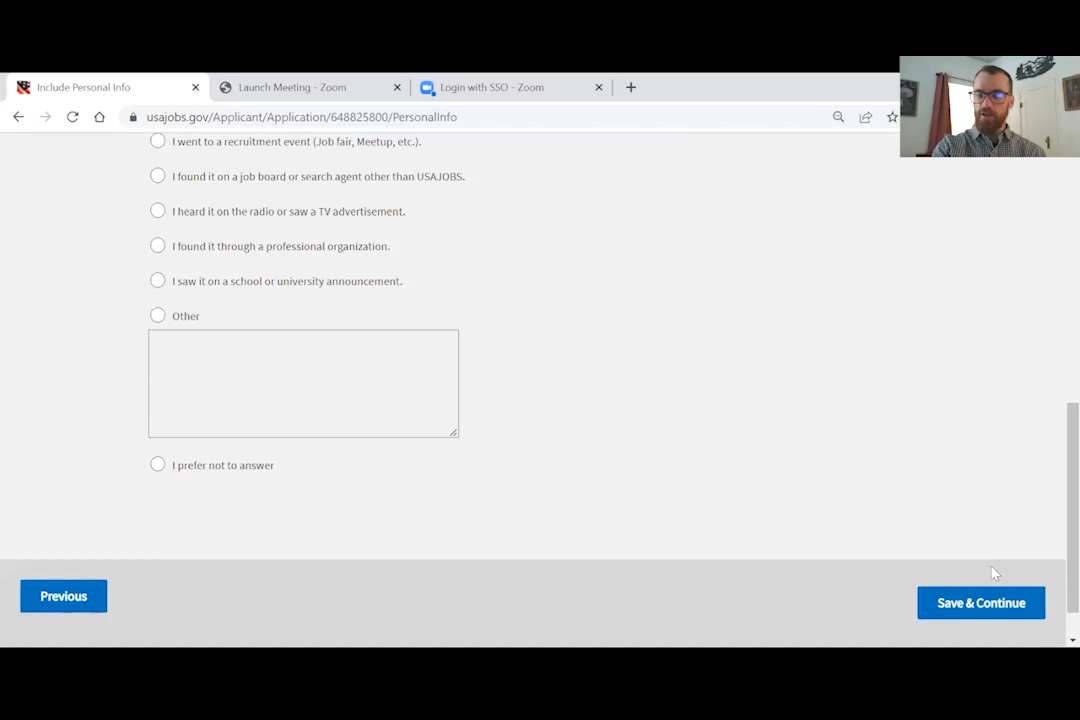 Include Personal Info
Launch Meeting - Zoom
Login with SSO - Zoom
usajobs.gov/Applicant/Application/648825800/PersonalInfo
I went to a recruitment event (Job fair, Meetup, etc.).
I found it on a job board or search agent other than USAJOBS.
I heard it on the radio or saw a TV advertisement.
I found it through a professional organization.
I saw it on a school or university announcement.
Other
I prefer not to answer
Previous
Save & Continue